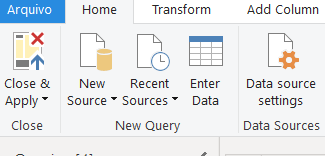 Arquivo Home Transform Add Column
Close & Apply
New Source
Recent Sources
Enter Data
Data source settings
Close New Query Data Sources